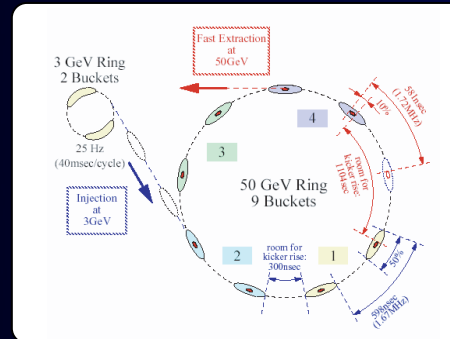 Fast Extraction
at
50GeV
3 GeV Ring
2 Buckets
25 Hz
(40msec/cycle)
Injection
at
3GeV
4
3
50 GeV Ring
9 Buckets
2
1
room for
kicker rise:
300nsec
581nsec
(1.72MHz)
10%
room for
kicker rise:
1104sec
50%
598nsec
(1.67MHz)